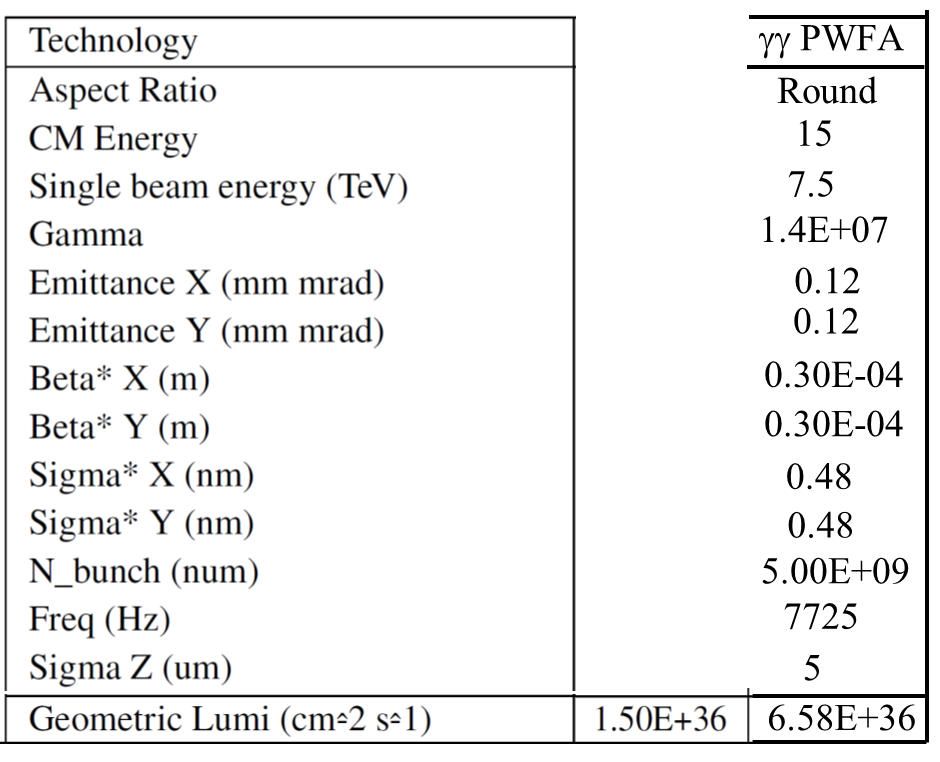 Technology γγ PWFA
Aspect Ratio Round
CM Energy 15
Single beam energy (TeV) 7.5
Gamma 1.4E+07
Emittance X (mm mrad) 0.12
Emittance Y (mm mrad) 0.12
Beta* X (m) 0.30E-04
Beta* Y (m) 0.30E-04
Sigma* X (nm) 0.48
Sigma* Y (nm) 0.48
N_bunch (num) 5.00E+09
Freq (Hz) 7725
Sigma Z (um) 5
Geometric Lumi (cm≏2 s≏1) 1.50E+36 6.58E+36